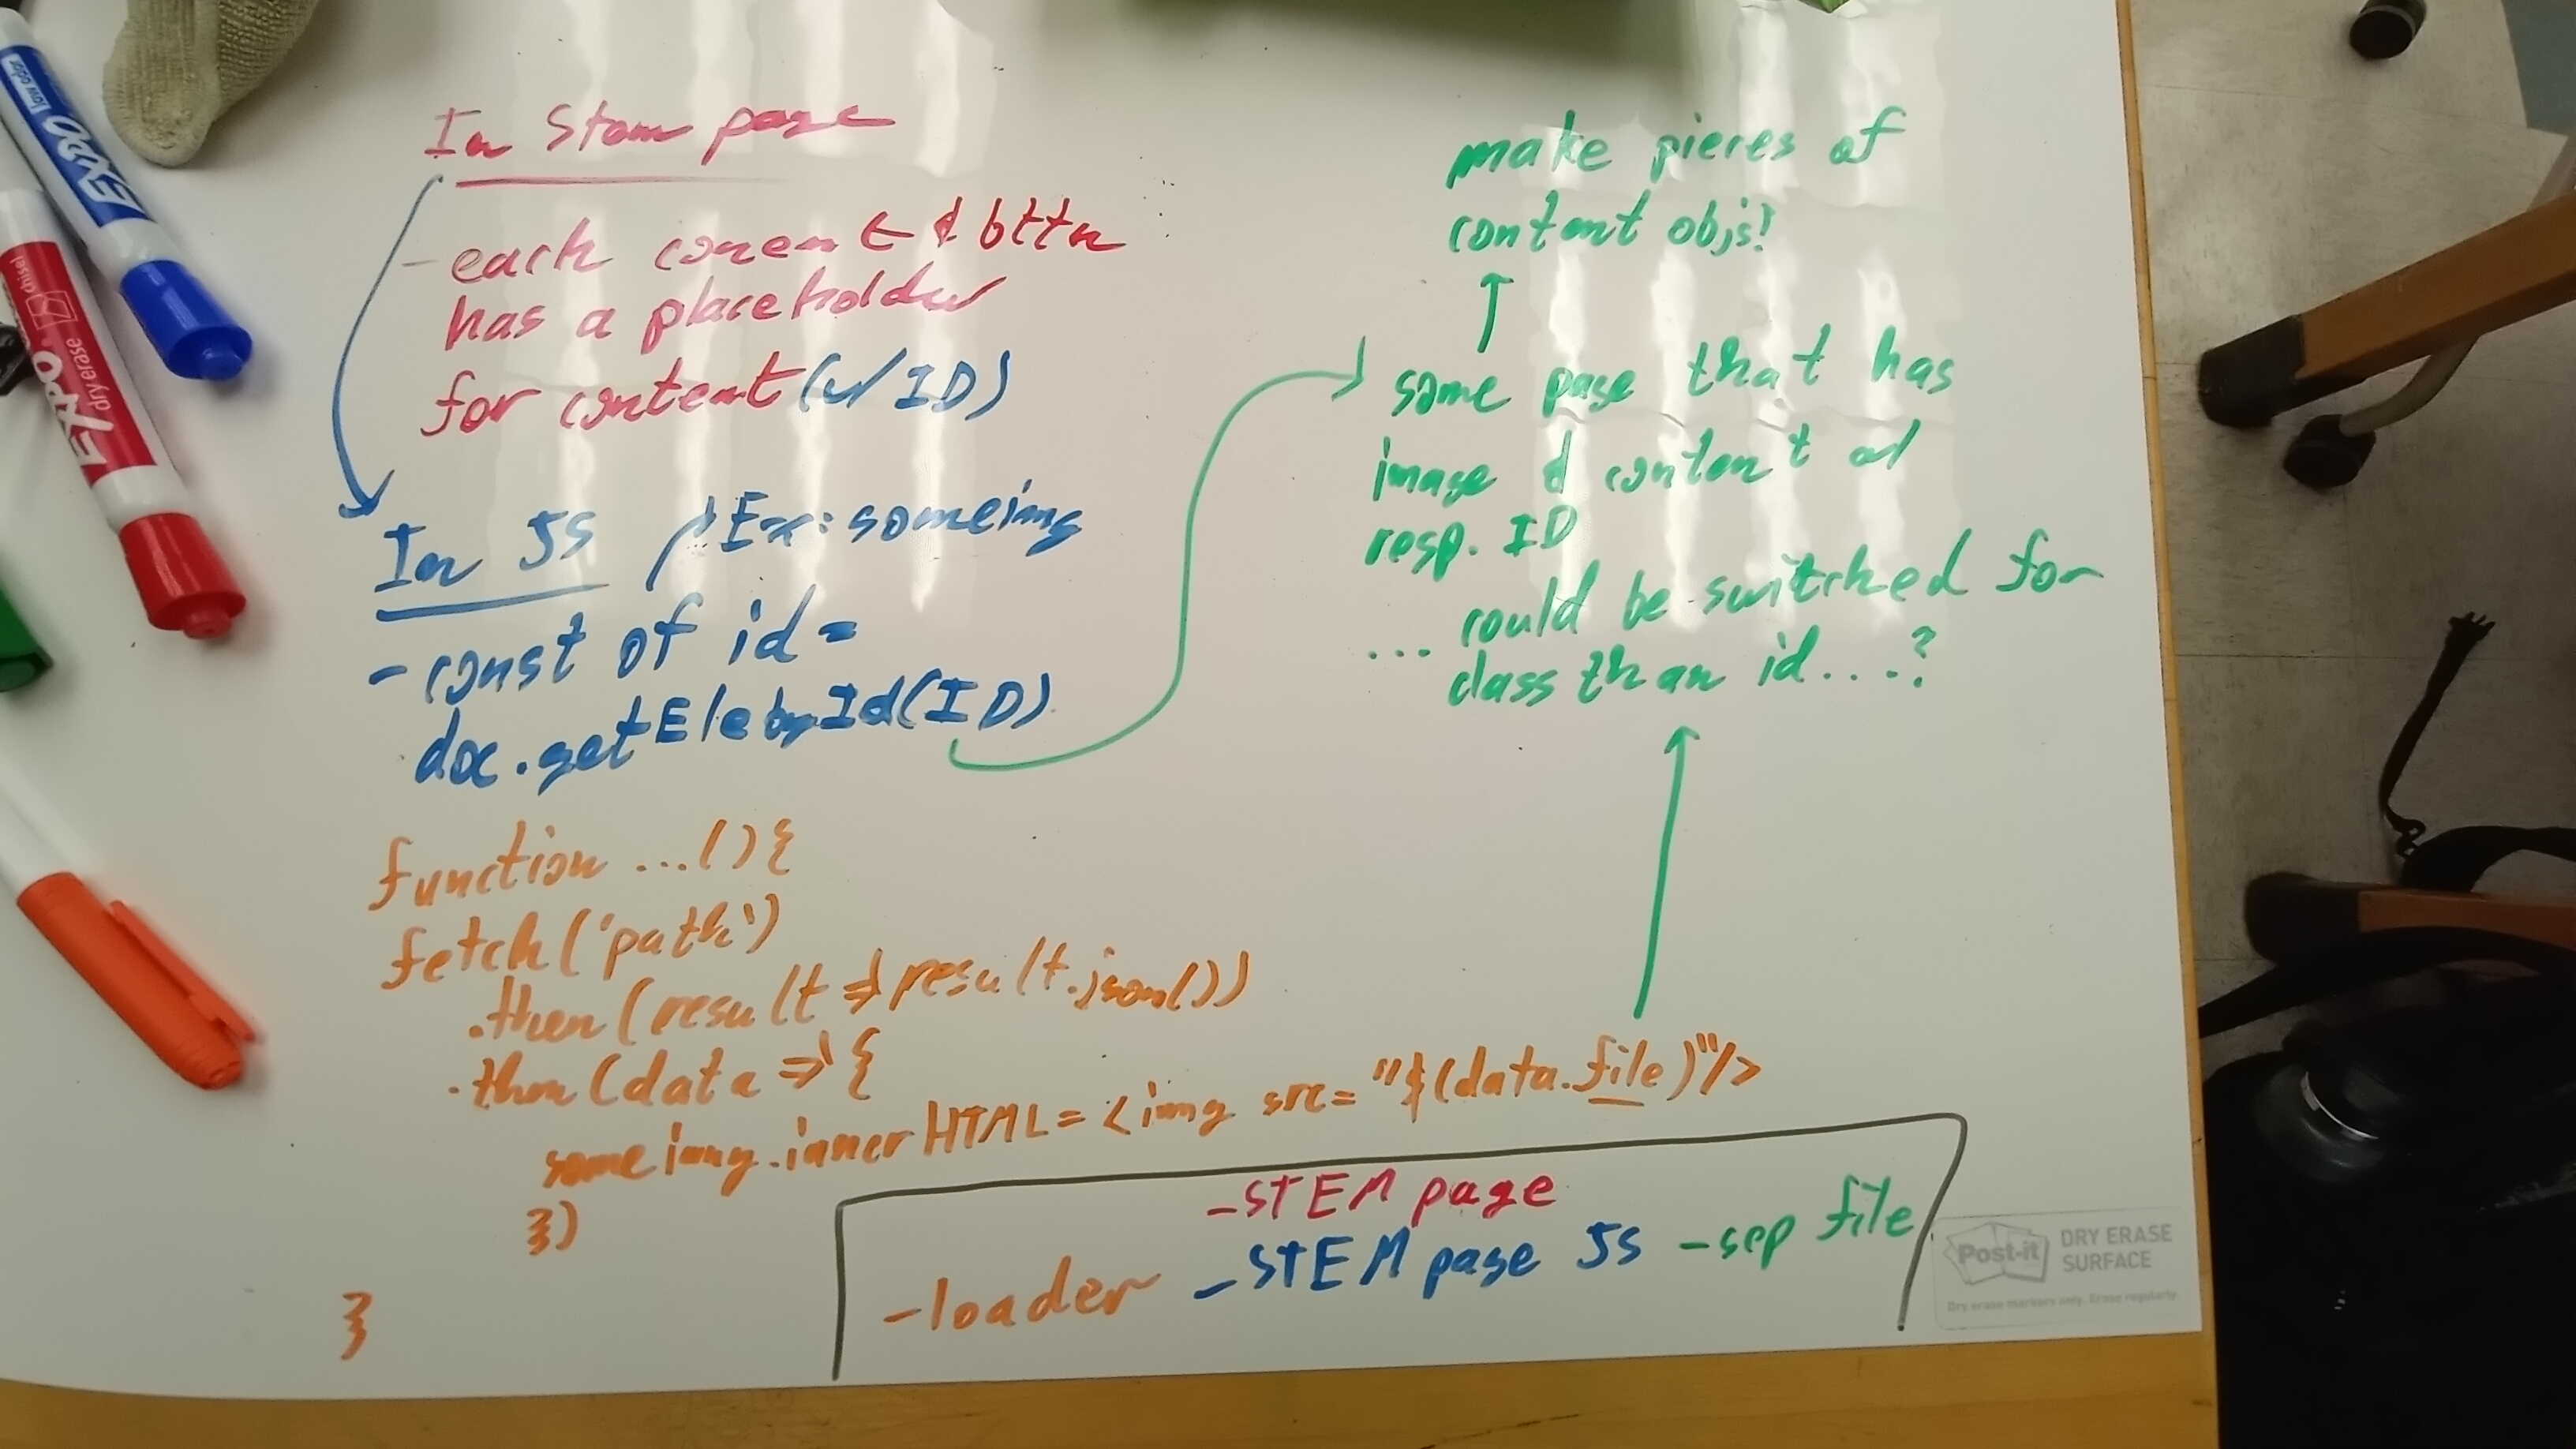 In Stem page
- each conent & bttn
has a placeholder
for content (w/ ID)
In JS
Ex: someimg
- const of id =
doc.getElebyId(ID)
function ...(){
fetch('path')
.then(result => result.json())
.then(data => {
someimg.innerHTML = <img src= "$(data.file)"/>
})
}
make pieces of
content objs!
some page that has
image & content w/
resp. ID
... could be switched for
class than id....?
- STEM page
- loader - STEM page JS - sep file
Post-it DRY ERASE
SURFACE
Dry erase markers only. Erase regularly.
EXPO
low odor
EXPO
dry erase
chisel